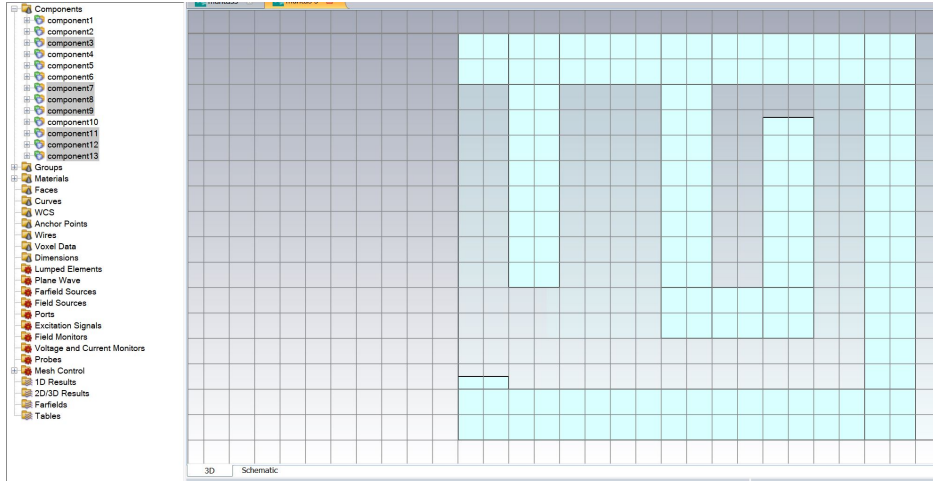 Components
component1
component2
component3
component4
component5
component6
component7
component8
component9
component10
component11
component12
component13
Groups
Materials
Faces
Curves
WCS
Anchor Points
Wires
Voxel Data
Dimensions
Lumped Elements
Plane Wave
Farfield Sources
Field Sources
Ports
Excitation Signals
Field Monitors
Voltage and Current Monitors
Probes
Mesh Control
1D Results
2D/3D Results
Farfields
Tables
3D Schematic